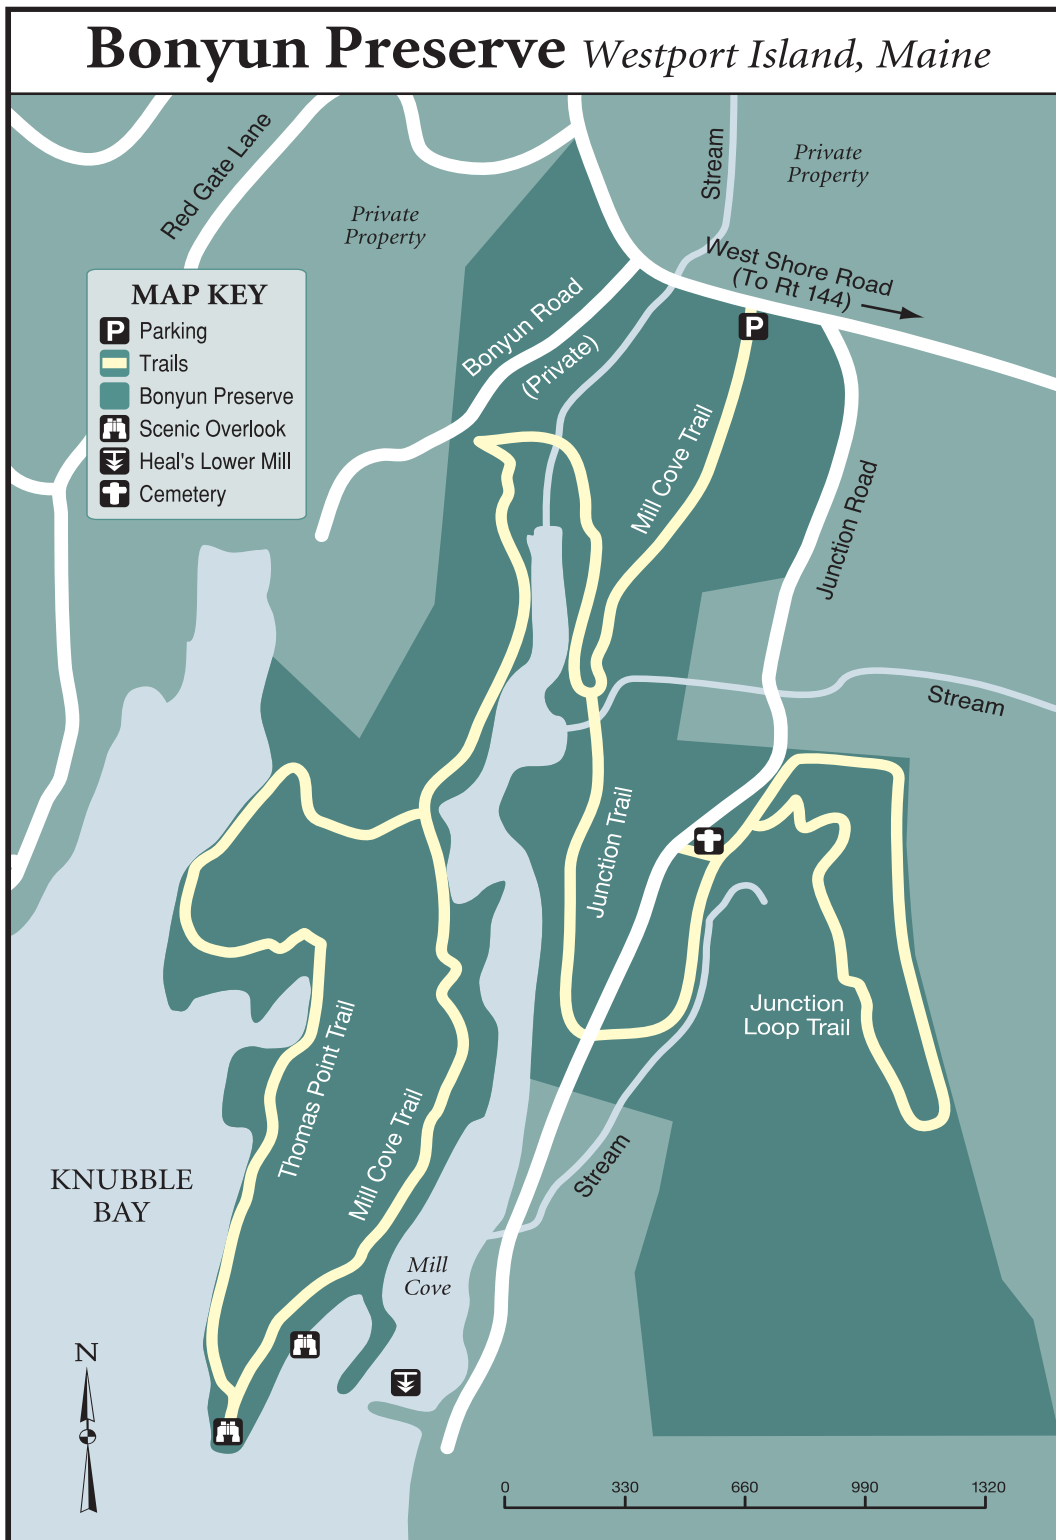 Bonyun Preserve Westport Island, Maine
Red Gate Lane
Private
Property
Stream
Private
Property
West Shore Road
(To Rt 144)
MAP KEY
P Parking
Trails
Bonyun Preserve
Scenic Overlook
Heal's Lower Mill
Cemetery
Bonyun Road
(Private)
P
Mill Cove Trail
Junction Road
Stream
Junction Trail
Junction
Loop Trail
Thomas Point Trail
Mill Cove Trail
KNUBBLE
BAY
Stream
Mill
Cove
N
0 330 660 990 1320